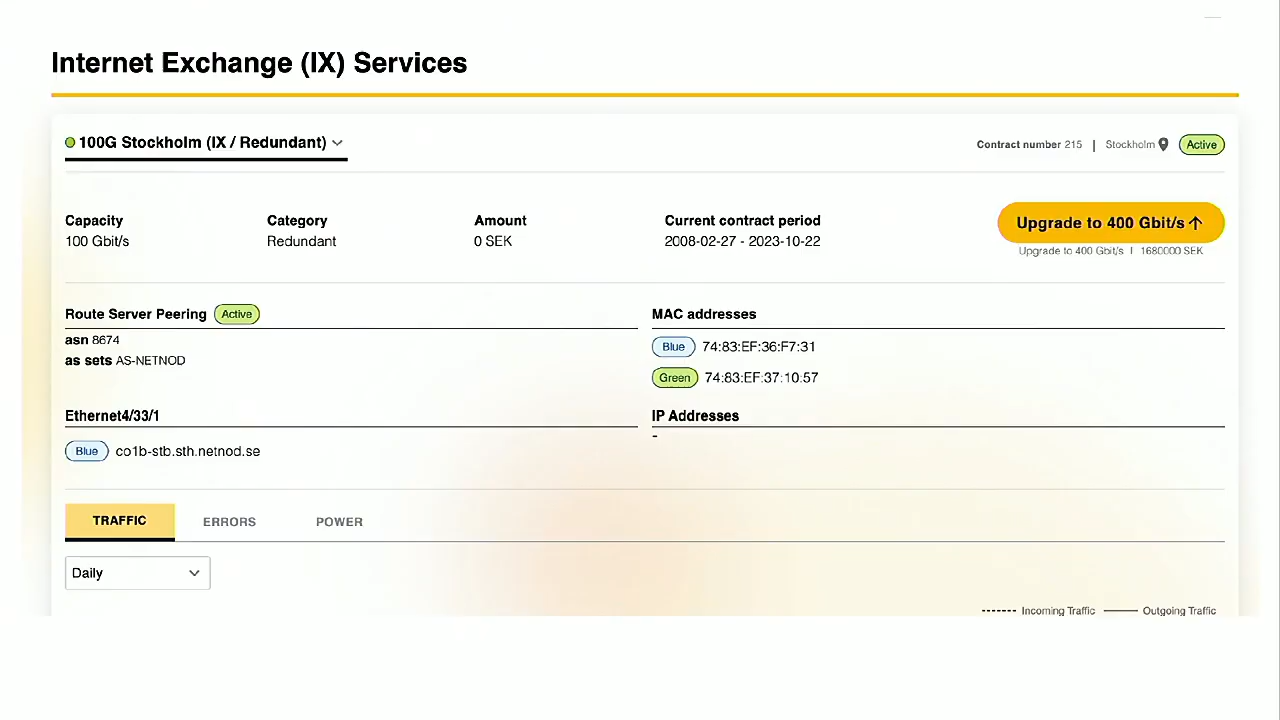 Internet Exchange (IX) Services
100G Stockholm (IX / Redundant)
Contract number 215 | Stockholm Active
Capacity
100 Gbit/s
Category
Redundant
Amount
0 SEK
Current contract period
2008-02-27 - 2023-10-22
Upgrade to 400 Gbit/s ↑
Upgrade to 400 Gbit/s | 1680000 SEK
Route Server Peering Active
asn 8674
as sets AS-NETNOD
MAC addresses
Blue 74:83:EF:36:F7:31
Green 74:83:EF:37:10:57
Ethernet4/33/1
Blue co1b-stb.sth.netnod.se
IP Addresses
-
TRAFFIC ERRORS POWER
Daily
Incoming Traffic Outgoing Traffic